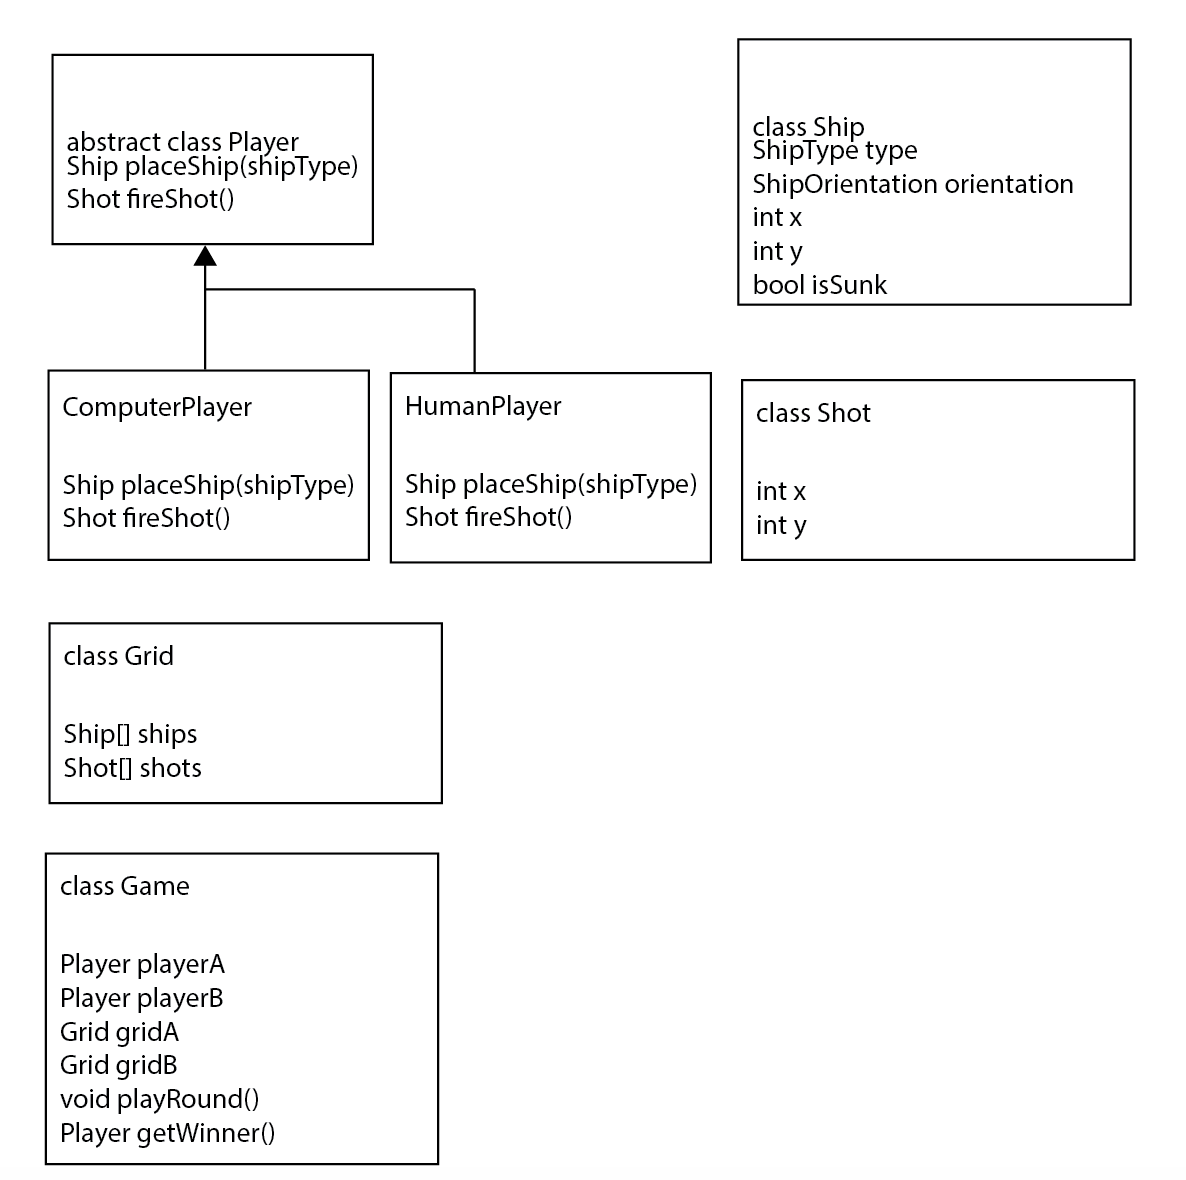 abstract class Player
Ship placeShip(shipType)
Shot fireShot()
class Ship
ShipType type
ShipOrientation orientation
int x
int y
bool isSunk
ComputerPlayer
Ship placeShip(shipType)
Shot fireShot()
HumanPlayer
Ship placeShip(shipType)
Shot fireShot()
class Shot
int x
int y
class Grid
Ship[] ships
Shot[] shots
class Game
Player playerA
Player playerB
Grid gridA
Grid gridB
void playRound()
Player getWinner()